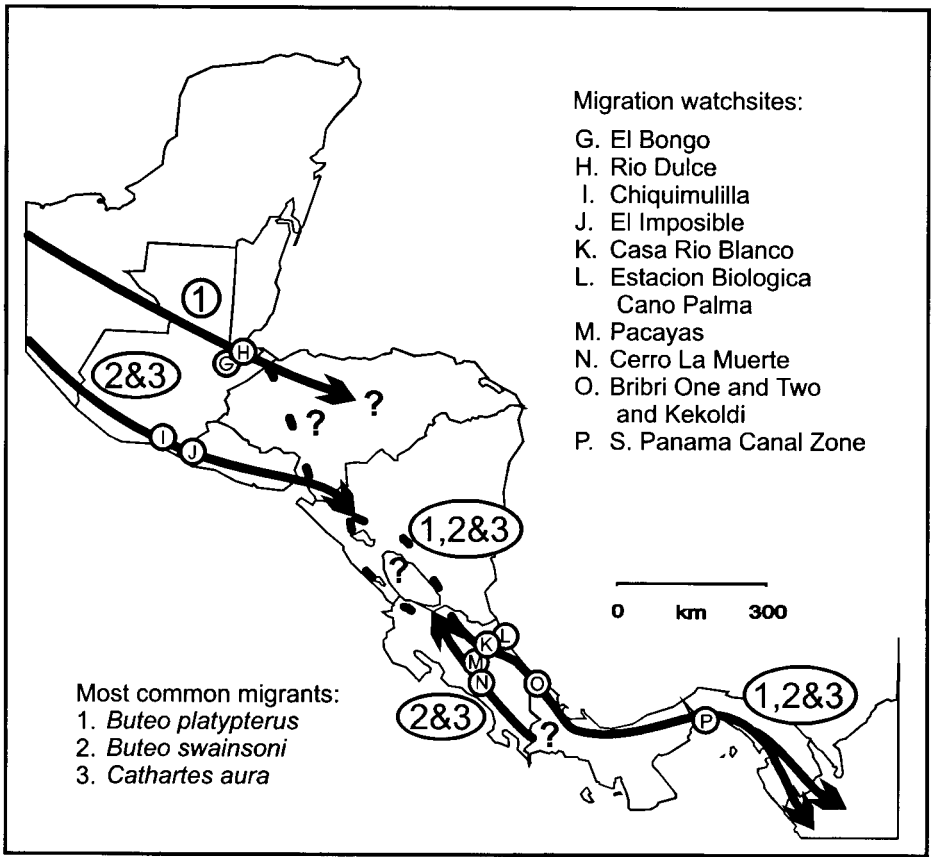 Migration watchsites:
G. El Bongo
H. Rio Dulce
I. Chiquimulilla
J. El Imposible
K. Casa Rio Blanco
L. Estacion Biologica
Cano Palma
M. Pacayas
N. Cerro La Muerte
O. Bribri One and Two
and Kekoldi
P. S. Panama Canal Zone
1
H
G
2&3
?
?
I
J
1,2&3
?
0 km 300
L
K
M
N
O
2&3
?
P
1,2&3
Most common migrants:
1. Buteo platypterus
2. Buteo swainsoni
3. Cathartes aura